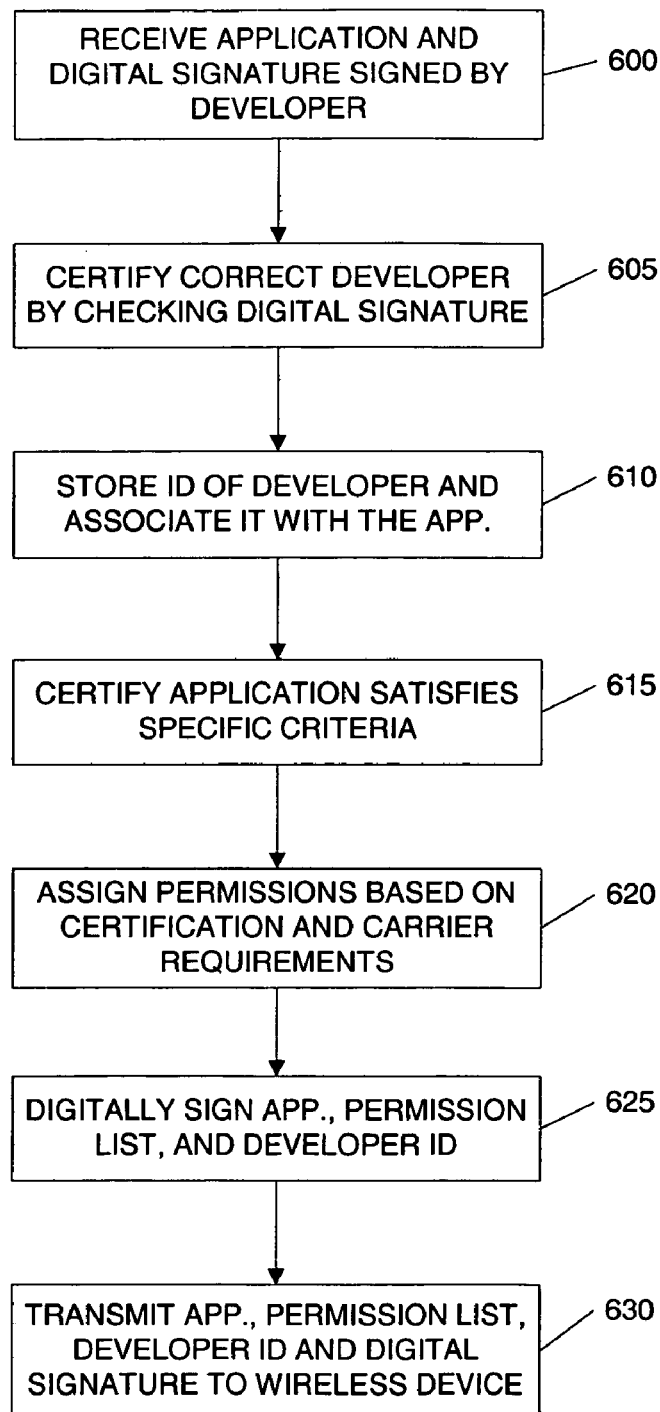 RECEIVE APPLICATION AND
DIGITAL SIGNATURE SIGNED BY
DEVELOPER
600
CERTIFY CORRECT DEVELOPER
BY CHECKING DIGITAL SIGNATURE
605
STORE ID OF DEVELOPER AND
ASSOCIATE IT WITH THE APP.
610
CERTIFY APPLICATION SATISFIES
SPECIFIC CRITERIA
615
ASSIGN PERMISSIONS BASED ON
CERTIFICATION AND CARRIER
REQUIREMENTS
620
DIGITALLY SIGN APP., PERMISSION
LIST, AND DEVELOPER ID
625
TRANSMIT APP., PERMISSION LIST,
DEVELOPER ID AND DIGITAL
SIGNATURE TO WIRELESS DEVICE
630